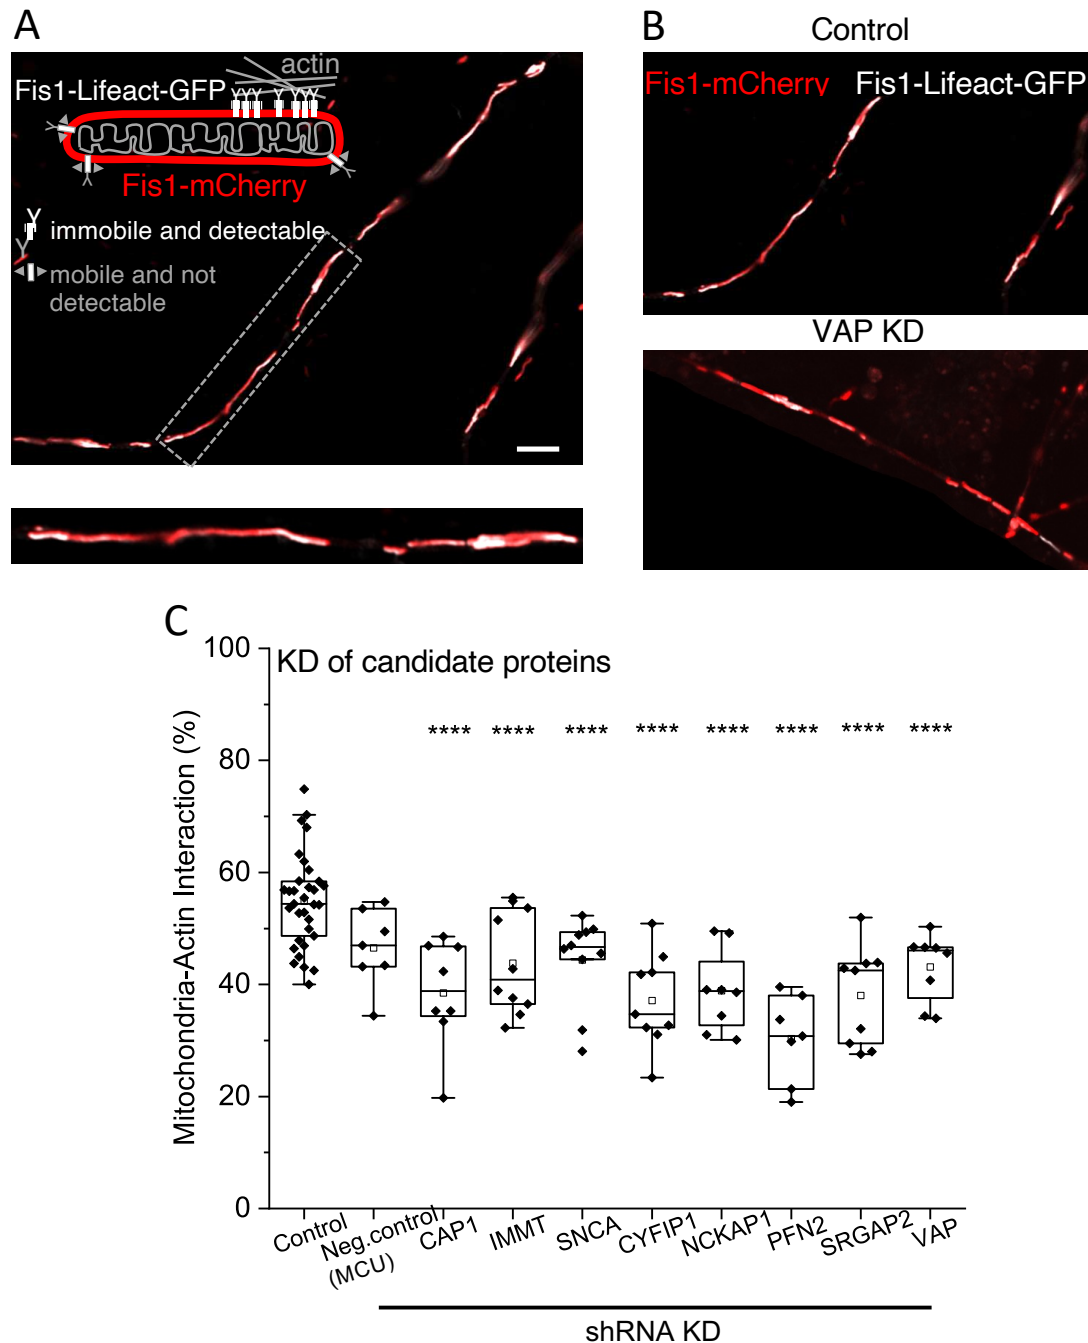 A
actin
Fis1-Lifeact-GFP
Fis1-mCherry
immobile and detectable
mobile and not
detectable
B
Control
Fis1-mCherry Fis1-Lifeact-GFP
VAP KD
C
KD of candidate proteins
Mitochondria-Actin Interaction (%)
100
80
60
40
20
0
**** **** **** **** **** **** **** ****
Control
Neg.control
(MCU)
CAP1
IMMT
SNCA
CYFIP1
NCKAP1
PFN2
SRGAP2
VAP
shRNA KD